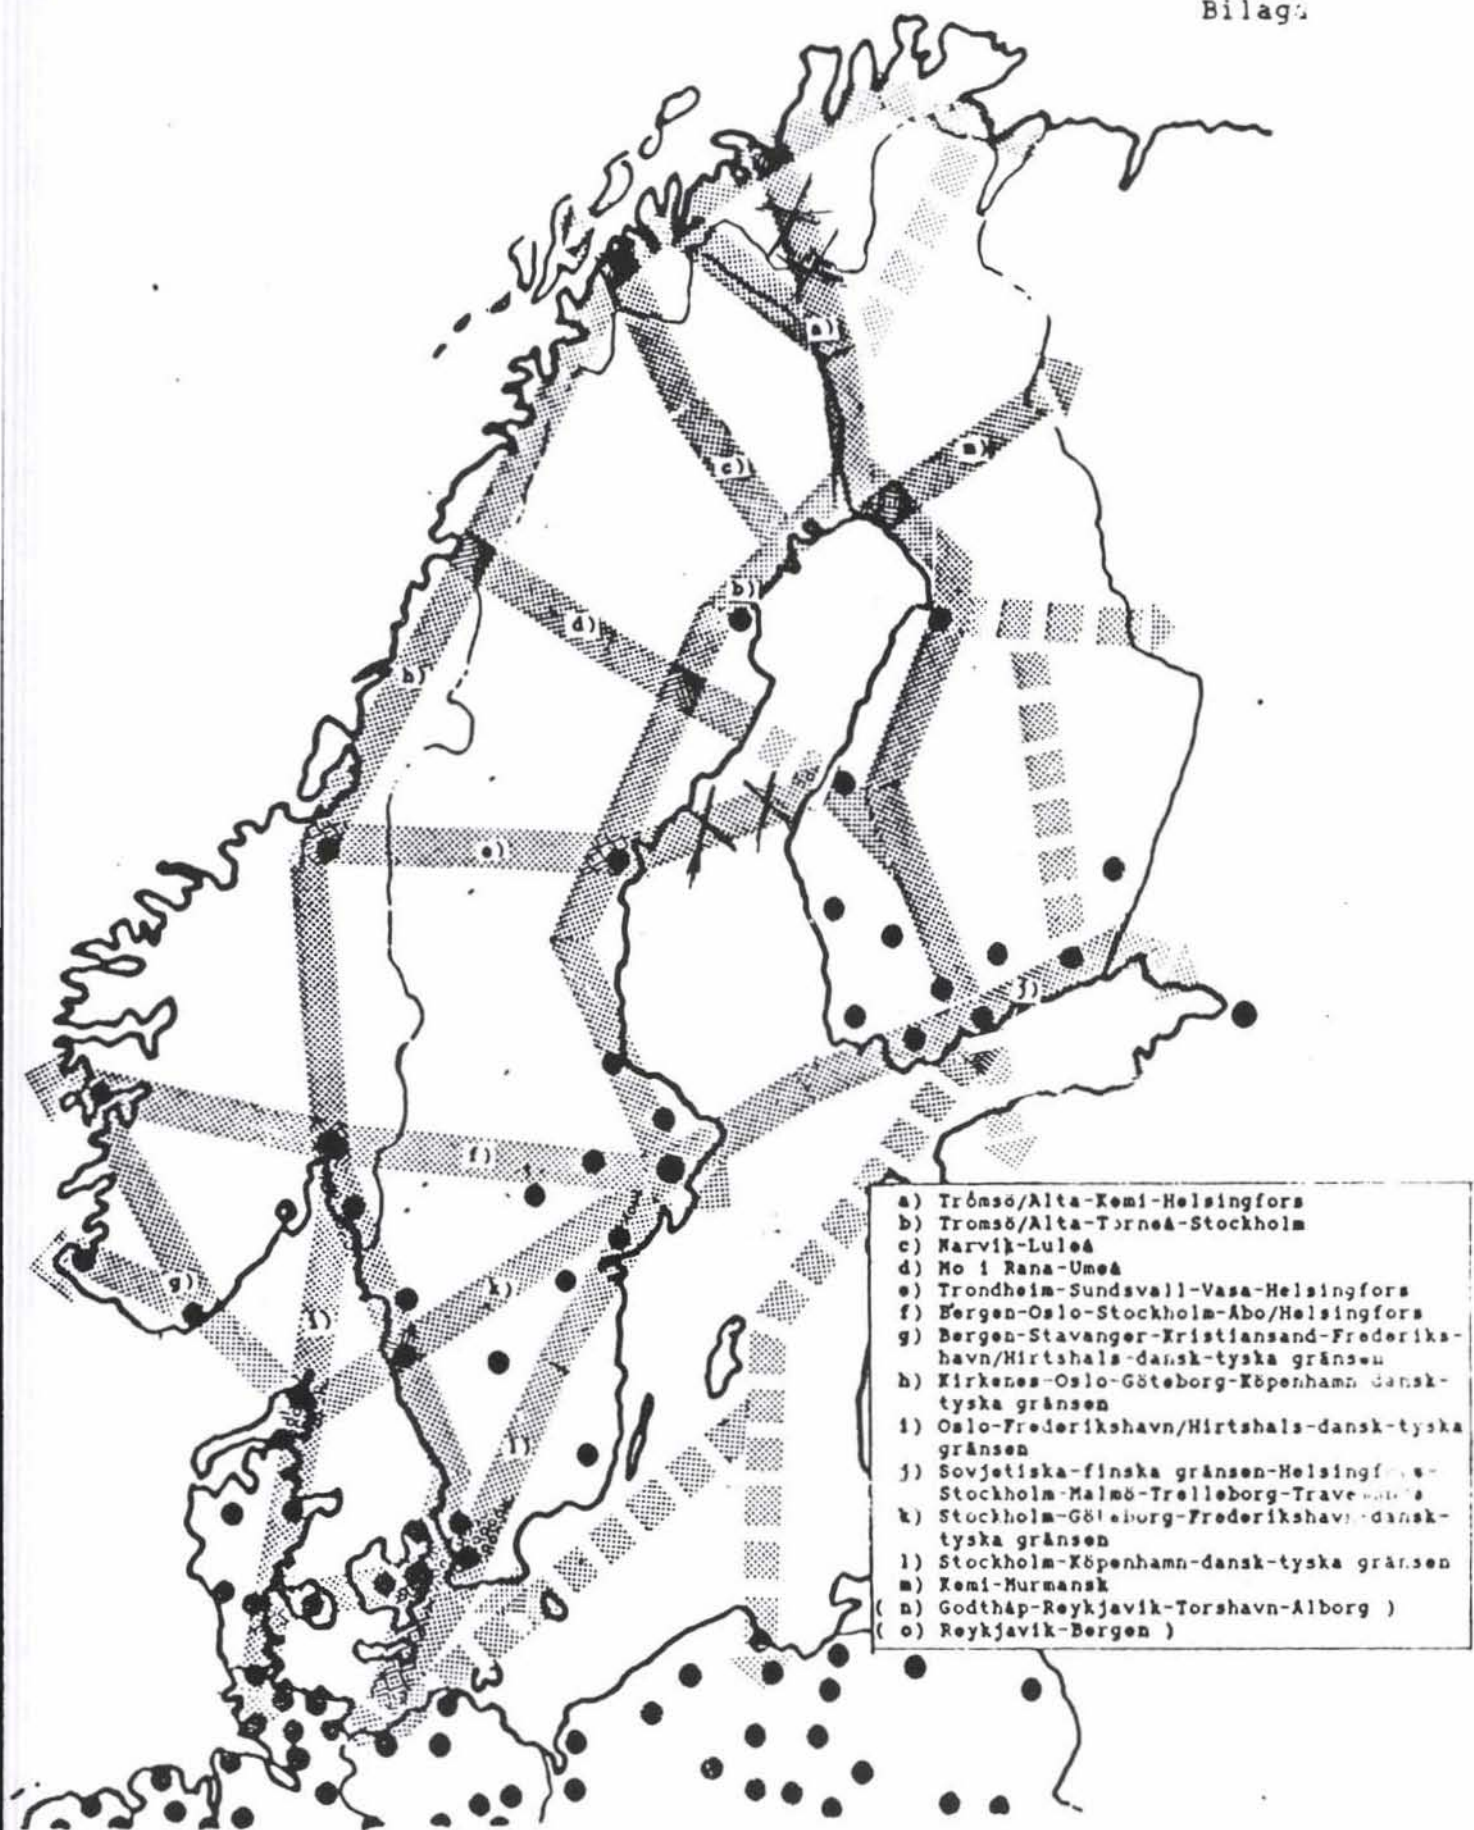 Bilaga
a)
m)
c)
b)
d)
h)
e)
j)
f)
k)
g)
i)
l)
a) Tromsö/Alta-Kemi-Helsingfors
b) Tromsö/Alta-Torneå-Stockholm
c) Narvik-Luleå
d) Mo i Rana-Umeå
e) Trondheim-Sundsvall-Vasa-Helsingfors
f) Bergen-Oslo-Stockholm-Åbo/Helsingfors
g) Bergen-Stavanger-Kristiansand-Frederiks-
havn/Hirtshals-dansk-tyska gränsen
h) Kirkenes-Oslo-Göteborg-Köpenhamn dansk-
tyska gränsen
i) Oslo-Frederikshavn/Hirtshals-dansk-tyska
gränsen
j) Sovjetiska-finska gränsen-Helsingfors-
Stockholm-Malmö-Trelleborg-
k) Stockholm-Göteborg-Frederikshavn-dansk-
tyska gränsen
l) Stockholm-Köpenhamn-dansk-tyska gränsen
m) Kemi-Murmansk
( n) Godthåp-Reykjavik-Torshavn-Alborg )
( o) Reykjavik-Bergen )